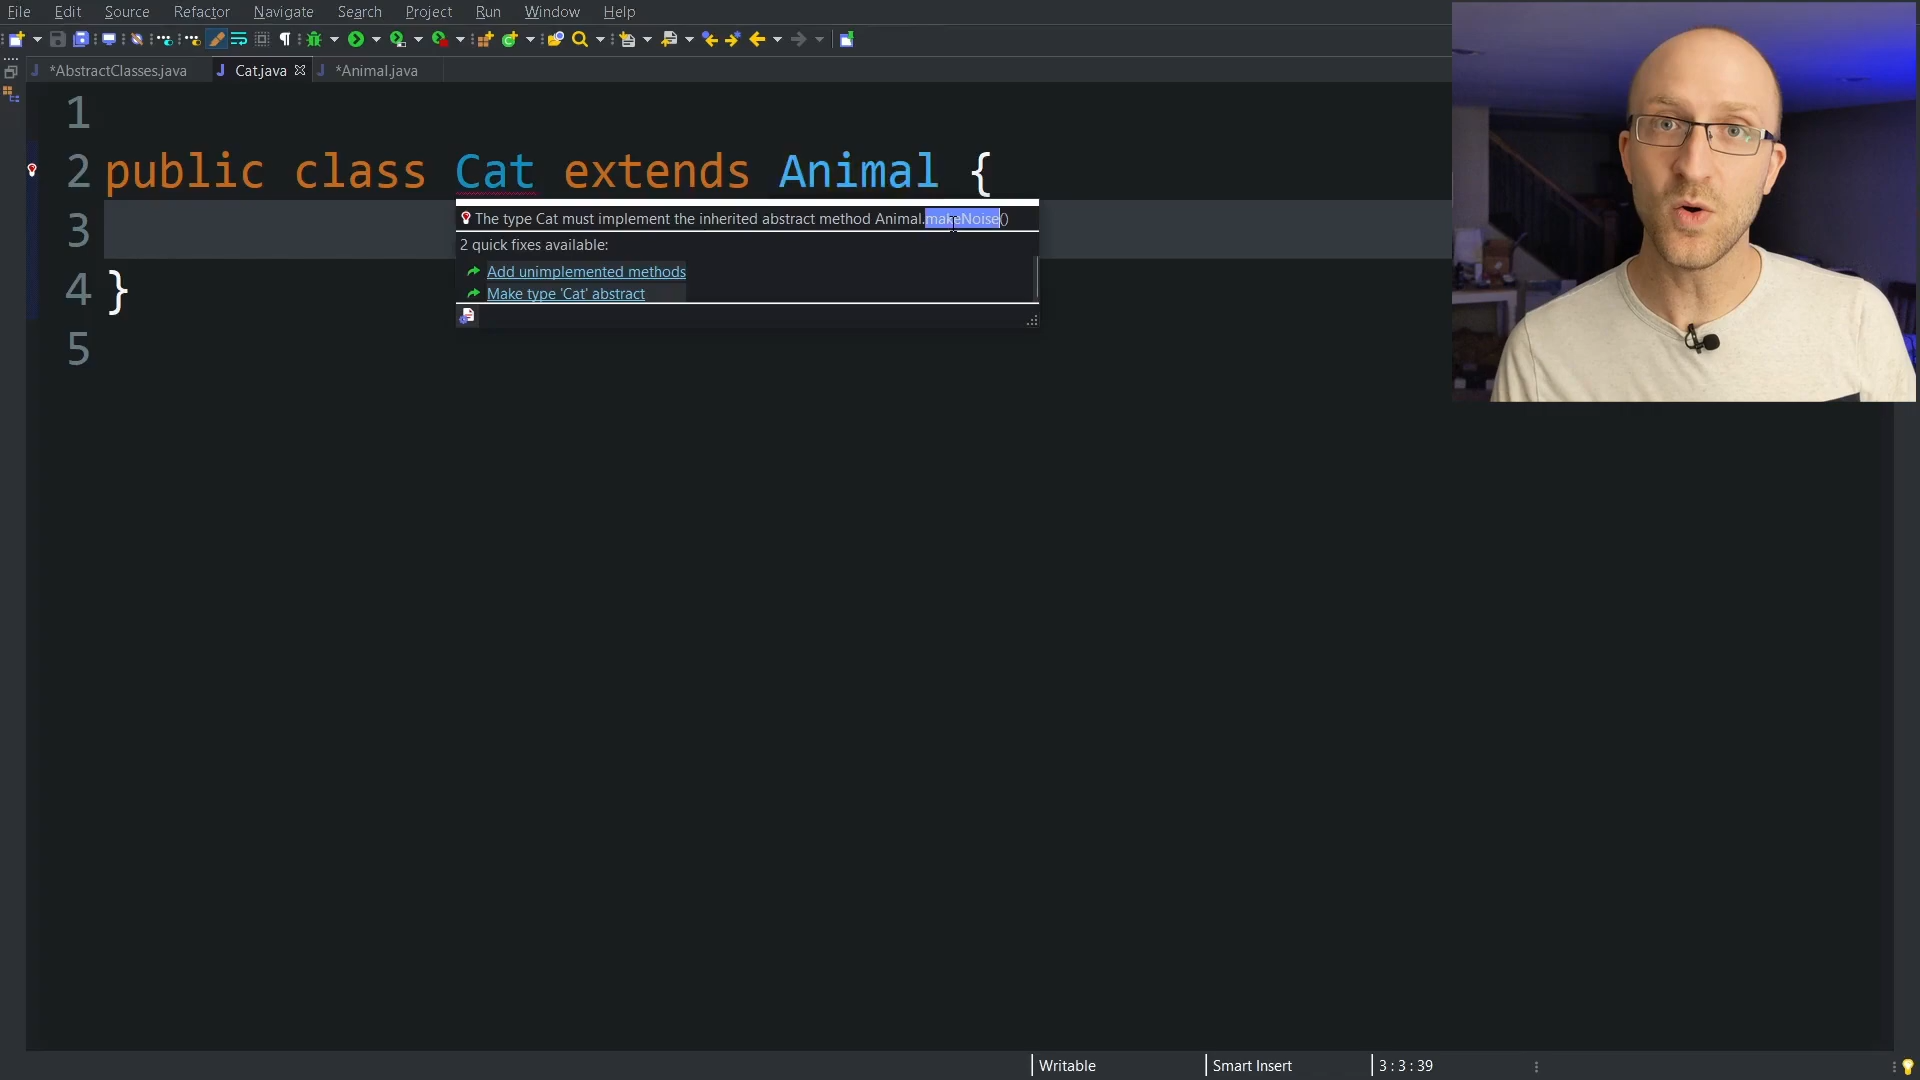 File Edit Source Refactor Navigate Search Project Run Window Help
*AbstractClasses.java Cat.java *Animal.java
1
2 public class Cat extends Animal {
The type Cat must implement the inherited abstract method Animal.makeNoise()
3
2 quick fixes available:
Add unimplemented methods
4 }
Make type 'Cat' abstract
5
Writable Smart Insert 3 : 3 : 39